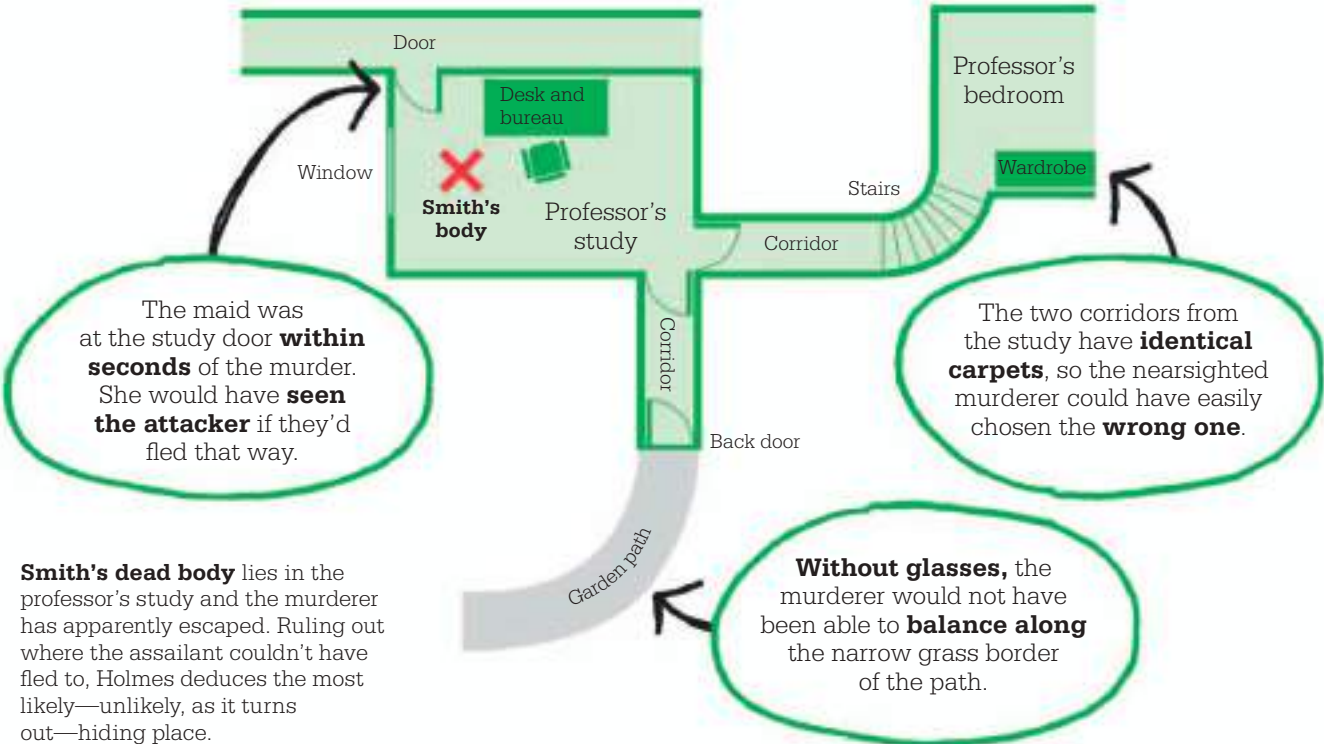 Door
Professor's
bedroom
Desk and
bureau
Window
Wardrobe
Stairs
Smith's
body
Professor's
study
Corridor
The maid was
at the study door within
seconds of the murder.
She would have seen
the attacker if they'd
fled that way.
The two corridors from
the study have identical
carpets, so the nearsighted
murderer could have easily
chosen the wrong one.
Corridor
Back door
Garden path
Smith's dead body lies in the
professor's study and the murderer
has apparently escaped. Ruling out
where the assailant couldn't have
fled to, Holmes deduces the most
likely—unlikely, as it turns
out—hiding place.
Without glasses, the
murderer would not have
been able to balance along
the narrow grass border
of the path.